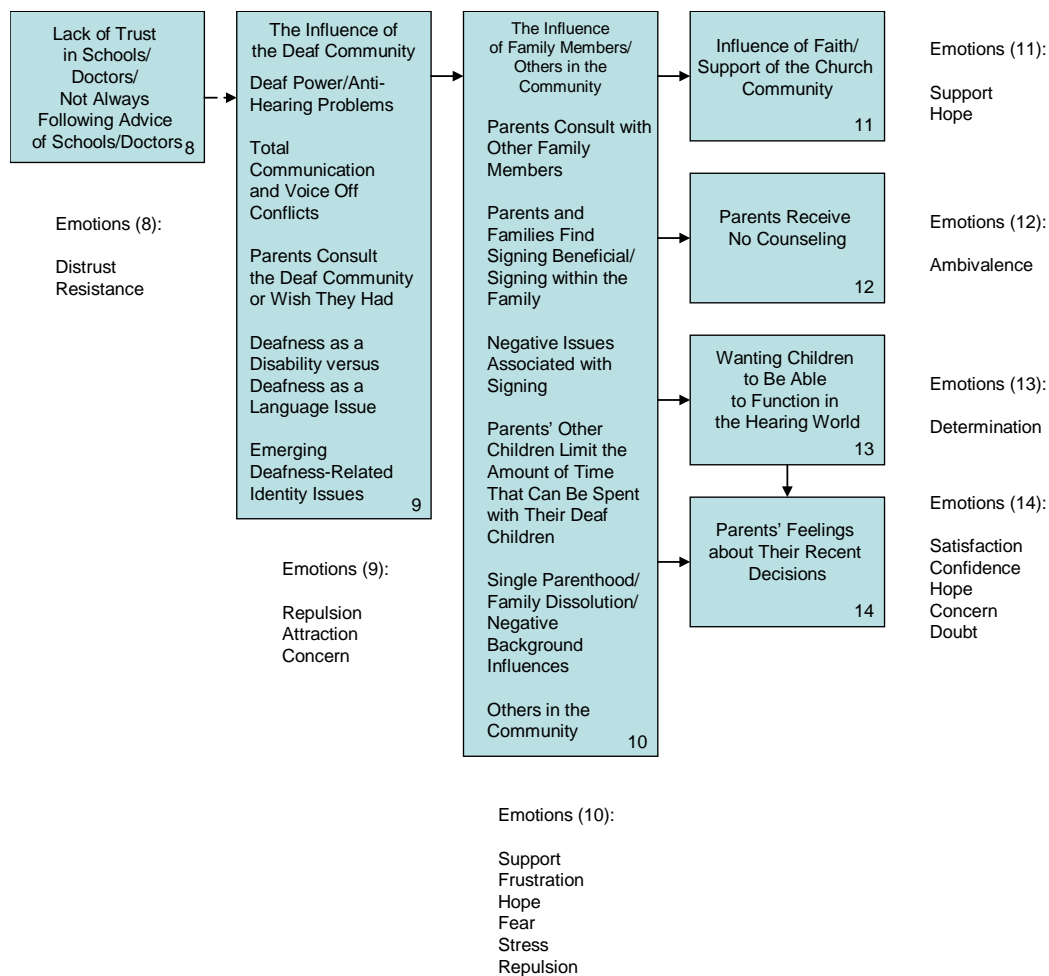 Lack of Trust
in Schools/
Doctors/
Not Always
Following Advice
of Schools/Doctors
8
Emotions (8):
Distrust
Resistance
The Influence of
the Deaf Community
Deaf Power/Anti-
Hearing Problems
Total
Communication
and Voice Off
Conflicts
Parents Consult
the Deaf Community
or Wish They Had
Deafness as a
Disability versus
Deafness as a
Language Issue
Emerging
Deafness-Related
Identity Issues
9
Emotions (9):
Repulsion
Attraction
Concern
The Influence
of Family Members/
Others in the
Community
Parents Consult with
Other Family
Members
Parents and
Families Find
Signing Beneficial/
Signing within the
Family
Negative Issues
Associated with
Signing
Parents’ Other
Children Limit the
Amount of Time
That Can Be Spent
with Their Deaf
Children
Single Parenthood/
Family Dissolution/
Negative
Background
Influences
Others in the
Community
10
Emotions (10):
Support
Frustration
Hope
Fear
Stress
Repulsion
Influence of Faith/
Support of the Church
Community
11
Emotions (11):
Support
Hope
Parents Receive
No Counseling
12
Emotions (12):
Ambivalence
Wanting Children
to Be Able
to Function in
the Hearing World
13
Emotions (13):
Determination
Parents’ Feelings
about Their Recent
Decisions
14
Emotions (14):
Satisfaction
Confidence
Hope
Concern
Doubt